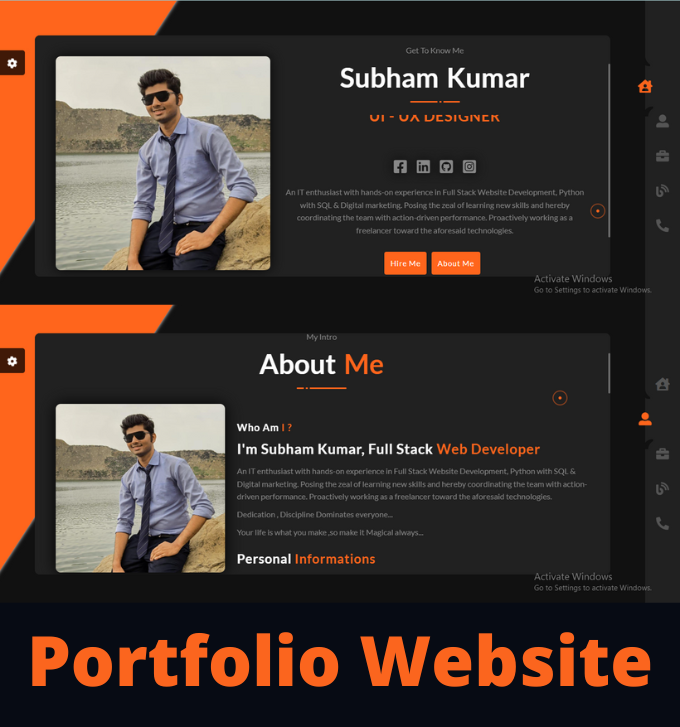 Get To Know Me
Subham Kumar
UI - UX DESIGNER
An IT enthusiast with hands-on experience in Full Stack Website Development, Python
with SQL & Digital marketing. Posing the zeal of learning new skills and hereby
coordinating the team with action-driven performance. Proactively working as a
freelancer toward the aforesaid technologies.
Hire Me
About Me
Activate Windows
Go to Settings to activate Windows.
My Intro
About Me
Who Am I ?
I'm Subham Kumar, Full Stack Web Developer
An IT enthusiast with hands-on experience in Full Stack Website Development, Python with SQL &
Digital marketing. Posing the zeal of learning new skills and hereby coordinating the team with action-
driven performance. Proactively working as a freelancer toward the aforesaid technologies.
Dedication , Discipline Dominates everyone...
Your life is what you make ,so make it Magical always...
Personal Informations
Activate Windows
Go to Settings to activate Windows.
Portfolio Website